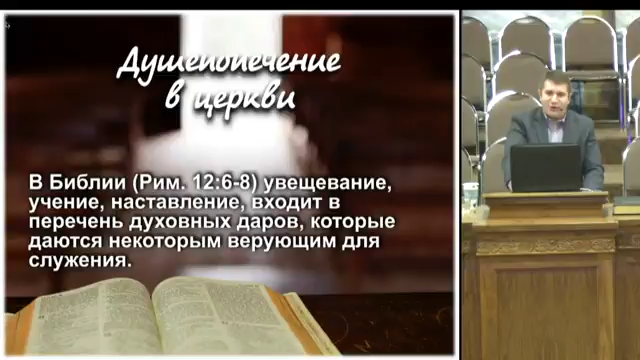 Душепопечение
в церкви
В Библии (Рим. 12:6-8) увещевание,
учение, наставление, входит в
перечень духовных даров, которые
даются некоторым верующим для
служения.